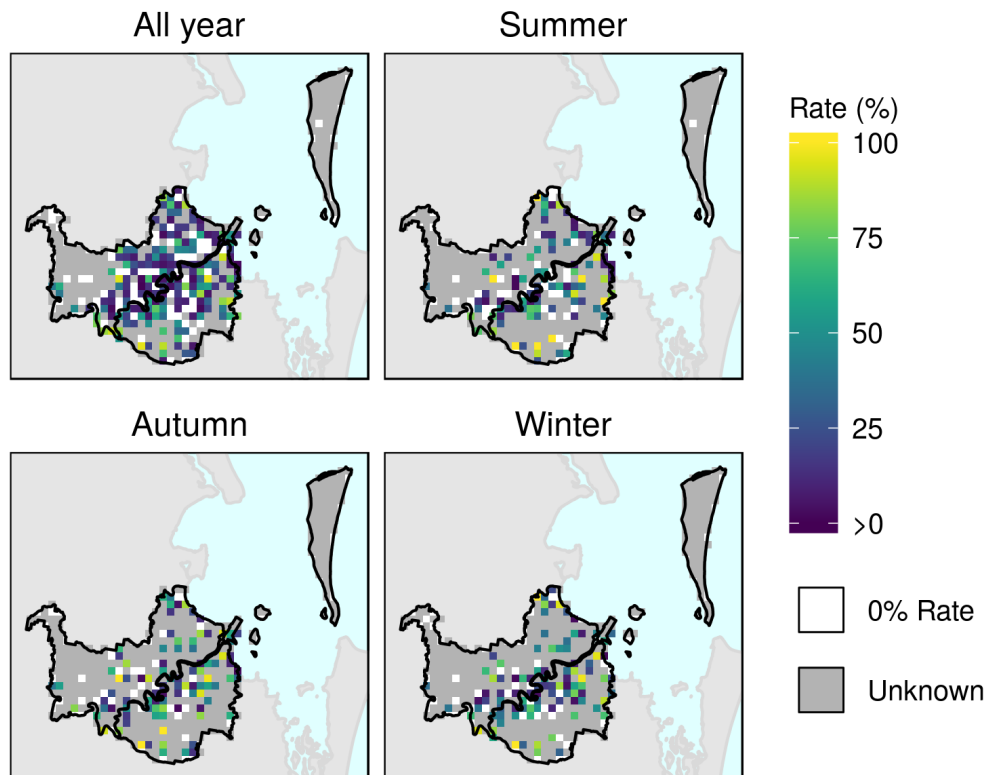 All year
Summer
Rate (%)
100
75
50
25
>0
Autumn
Winter
0% Rate
Unknown